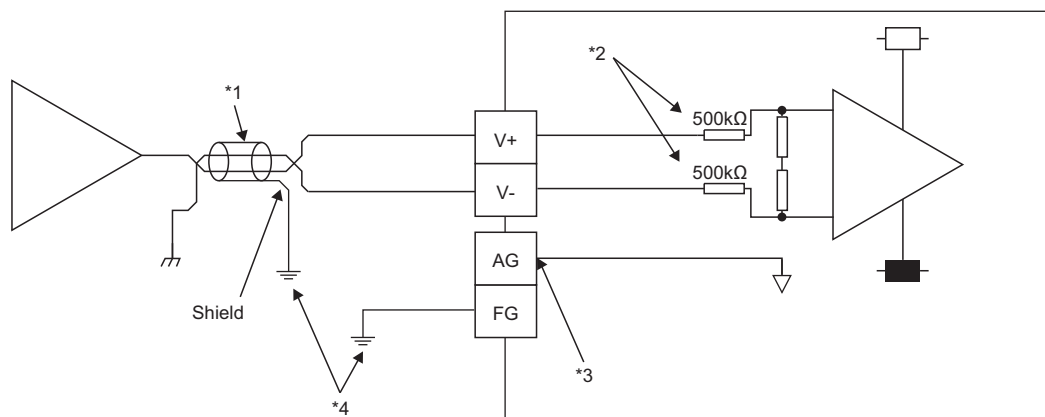 *2
*1
500kΩ
V+
500kΩ
V-
AG
Shield
FG
*3
*4